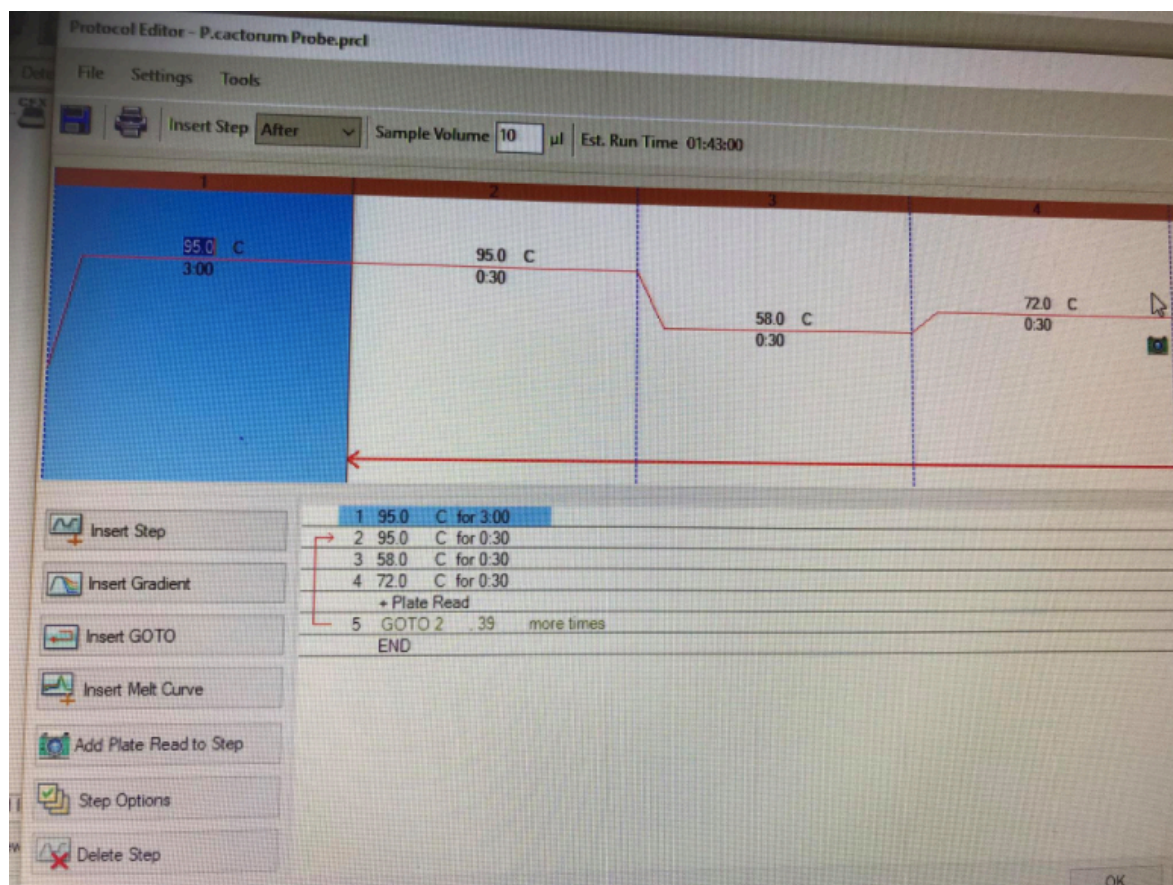 Protocol Editor - P.cactorum Probe.prcl
File Settings Tools
Insert Step After Sample Volume 10 µl Est. Run Time 01:43:00
1 2 3 4
95.0 C
3:00
95.0 C
0:30
58.0 C
0:30
72.0 C
0:30
Insert Step
Insert Gradient
Insert GOTO
Insert Melt Curve
Add Plate Read to Step
Step Options
Delete Step
1 95.0 C for 3:00
2 95.0 C for 0:30
3 58.0 C for 0:30
4 72.0 C for 0:30
+ Plate Read
5 GOTO 2 , 39 more times
END
OK